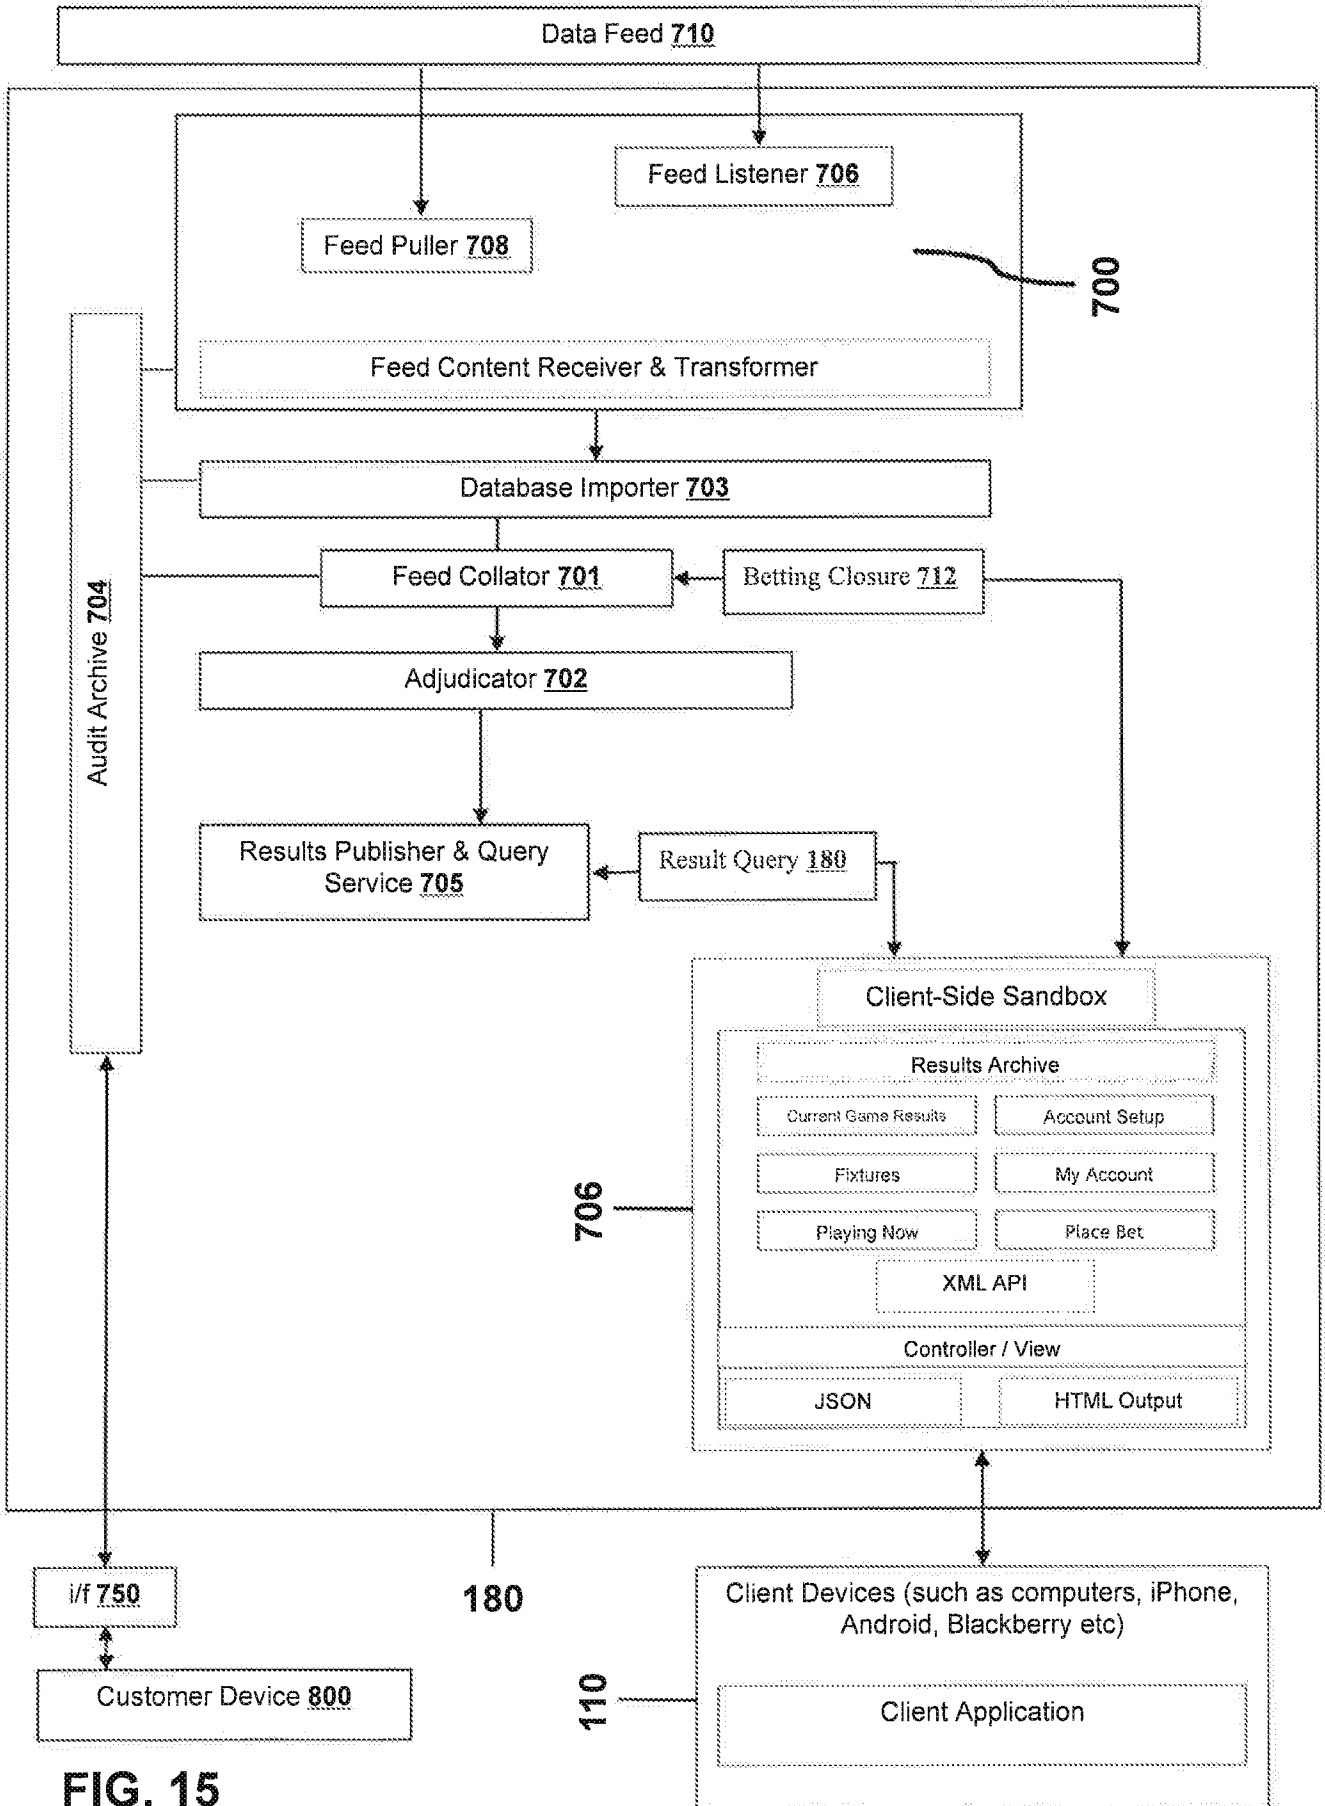 Data Feed 710
Feed Listener 706
Feed Puller 708
700
Feed Content Receiver & Transformer
Database Importer 703
Feed Collator 701
Betting Closure 712
Audit Archive 704
Adjudicator 702
Results Publisher & Query
Service 705
Result Query 180
Client-Side Sandbox
Results Archive
Current Game Results
Account Setup
Fixtures
My Account
706
Playing Now
Place Bet
XML API
Controller / View
JSON
HTML Output
i/f 750
180
Client Devices (such as computers, iPhone,
Android, Blackberry etc)
Customer Device 800
110
Client Application
FIG. 15